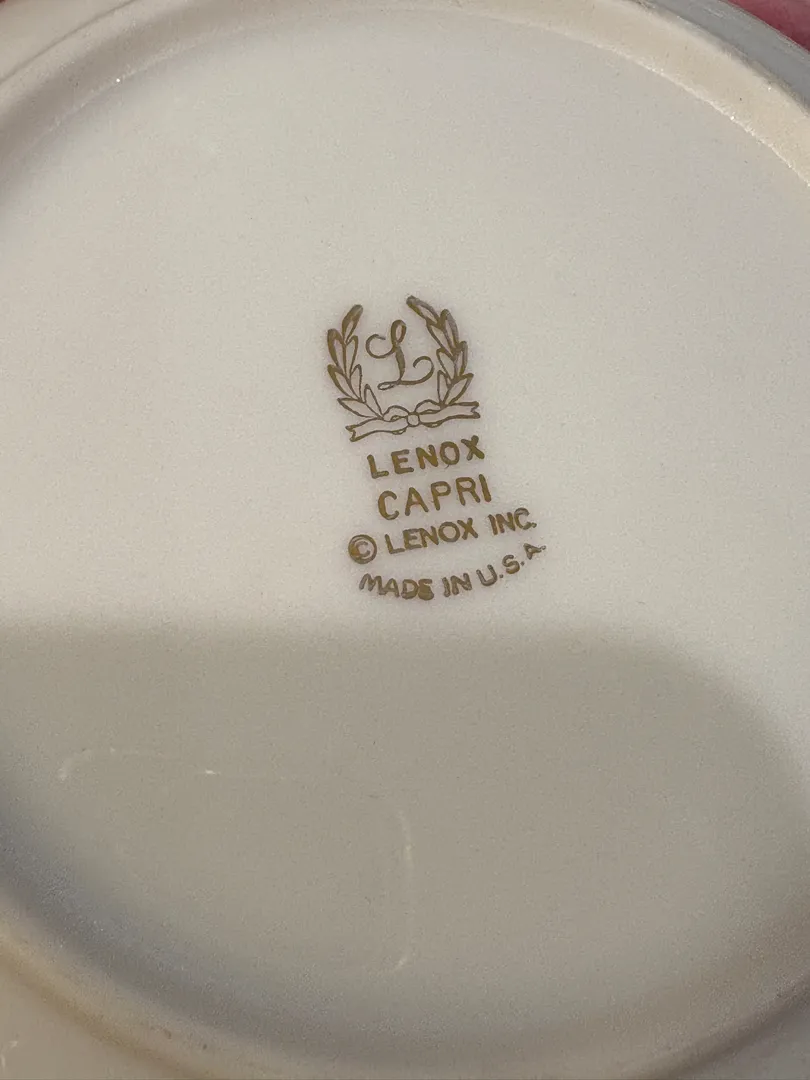 L
LENOX
CAPRI
© LENOX INC.
MADE IN U.S.A.